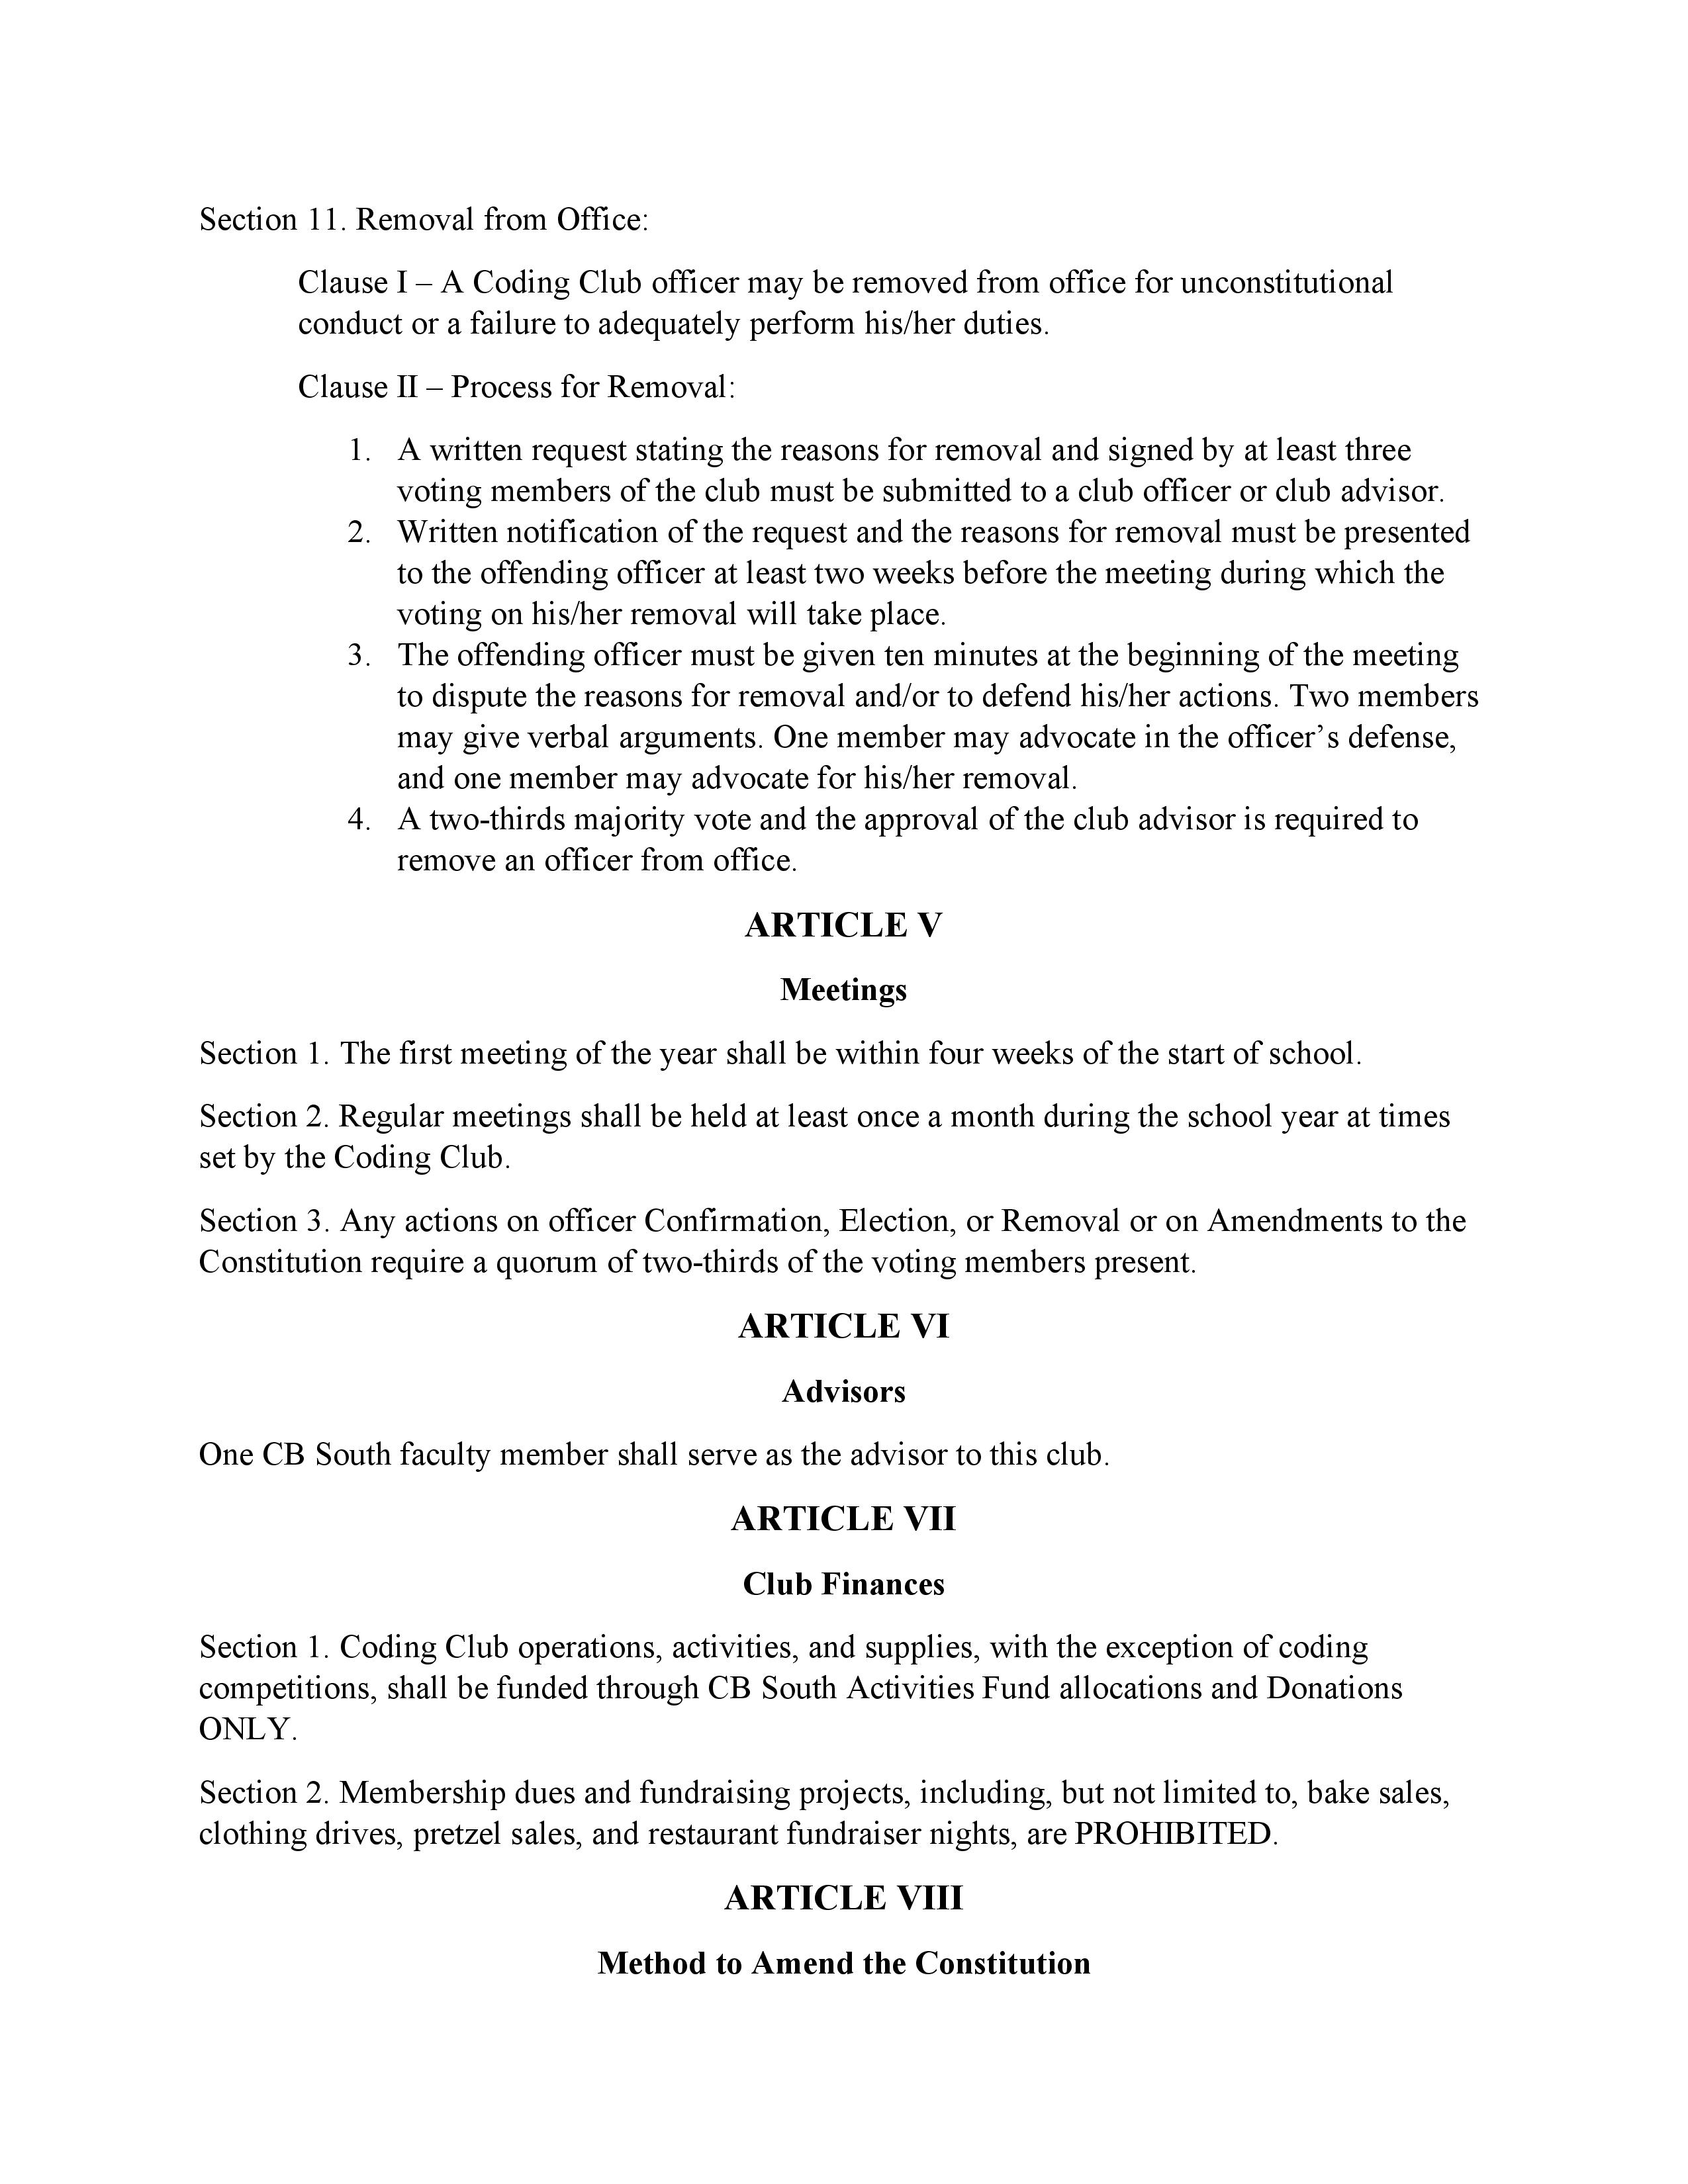 Section 11. Removal from Office:
Clause I – A Coding Club officer may be removed from office for unconstitutional
conduct or a failure to adequately perform his/her duties.
Clause II – Process for Removal:
1. A written request stating the reasons for removal and signed by at least three
voting members of the club must be submitted to a club officer or club advisor.
2. Written notification of the request and the reasons for removal must be presented
to the offending officer at least two weeks before the meeting during which the
voting on his/her removal will take place.
3. The offending officer must be given ten minutes at the beginning of the meeting
to dispute the reasons for removal and/or to defend his/her actions. Two members
may give verbal arguments. One member may advocate in the officer’s defense,
and one member may advocate for his/her removal.
4. A two-thirds majority vote and the approval of the club advisor is required to
remove an officer from office.
ARTICLE V
Meetings
Section 1. The first meeting of the year shall be within four weeks of the start of school.
Section 2. Regular meetings shall be held at least once a month during the school year at times
set by the Coding Club.
Section 3. Any actions on officer Confirmation, Election, or Removal or on Amendments to the
Constitution require a quorum of two-thirds of the voting members present.
ARTICLE VI
Advisors
One CB South faculty member shall serve as the advisor to this club.
ARTICLE VII
Club Finances
Section 1. Coding Club operations, activities, and supplies, with the exception of coding
competitions, shall be funded through CB South Activities Fund allocations and Donations
ONLY.
Section 2. Membership dues and fundraising projects, including, but not limited to, bake sales,
clothing drives, pretzel sales, and restaurant fundraiser nights, are PROHIBITED.
ARTICLE VIII
Method to Amend the Constitution